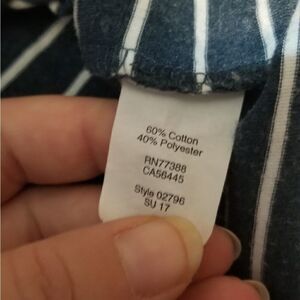 60% Cotton
40% Polyester
RN77388
CA56445
Style 02796
SU 17